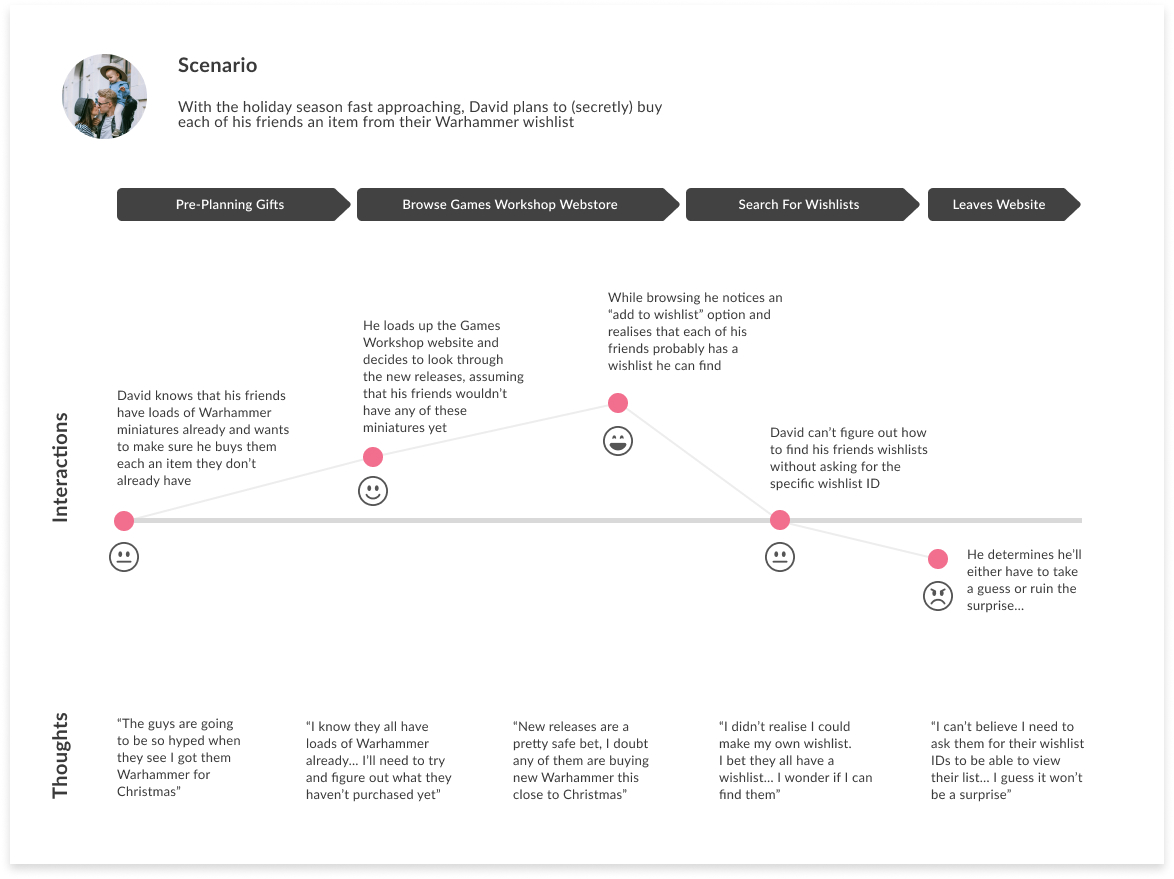 Scenario
With the holiday season fast approaching, David plans to (secretly) buy
each of his friends an item from their Warhammer wishlist
Pre-Planning Gifts
Browse Games Workshop Webstore
Search For Wishlists
Leaves Website
Interactions
David knows that his friends
have loads of Warhammer
miniatures already and wants
to make sure he buys them
each an item they don’t
already have
He loads up the Games
Workshop website and
decides to look through
the new releases, assuming
that his friends wouldn’t
have any of these
miniatures yet
While browsing he notices an
“add to wishlist” option and
realises that each of his
friends probably has a
wishlist he can find
David can’t figure out how
to find his friends wishlists
without asking for the
specific wishlist ID
He determines he’ll
either have to take
a guess or ruin the
surprise...
Thoughts
“The guys are going
to be so hyped when
they see I got them
Warhammer for
Christmas”
“I know they all have
loads of Warhammer
already... I’ll need to try
and figure out what they
haven’t purchased yet”
“New releases are a
pretty safe bet, I doubt
any of them are buying
new Warhammer this
close to Christmas”
“I didn’t realise I could
make my own wishlist.
I bet they all have a
wishlist... I wonder if I can
find them”
“I can’t believe I need to
ask them for their wishlist
IDs to be able to view
their list... I guess it won’t
be a surprise”